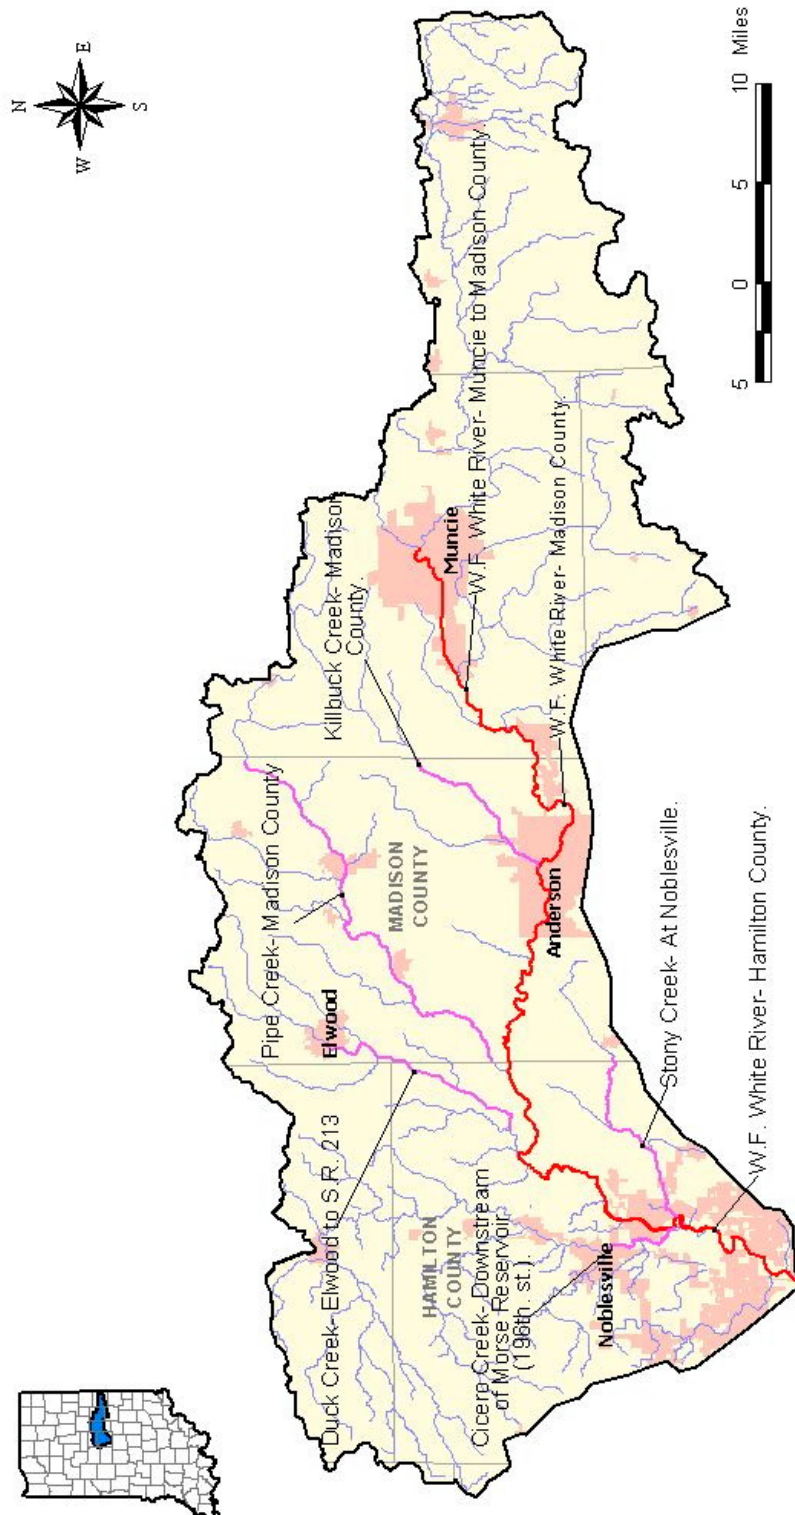 N
W
E
S
Pipe Creek- Madison County
Killbuck Creek- Madison
County.
Duck Creek- Elwood to S.R. 213
Elwood
MADISON
COUNTY
Muncie
W.F. White River- Muncie to Madison County.
HAMILTON
COUNTY
Cicero Creek- Downstream
of Morse Reservoir
(196th. st.).
Anderson
W.F. White River- Madison County.
Noblesville
Stony Creek- At Noblesville.
W.F. White River- Hamilton County.
5
0
5
10
Miles